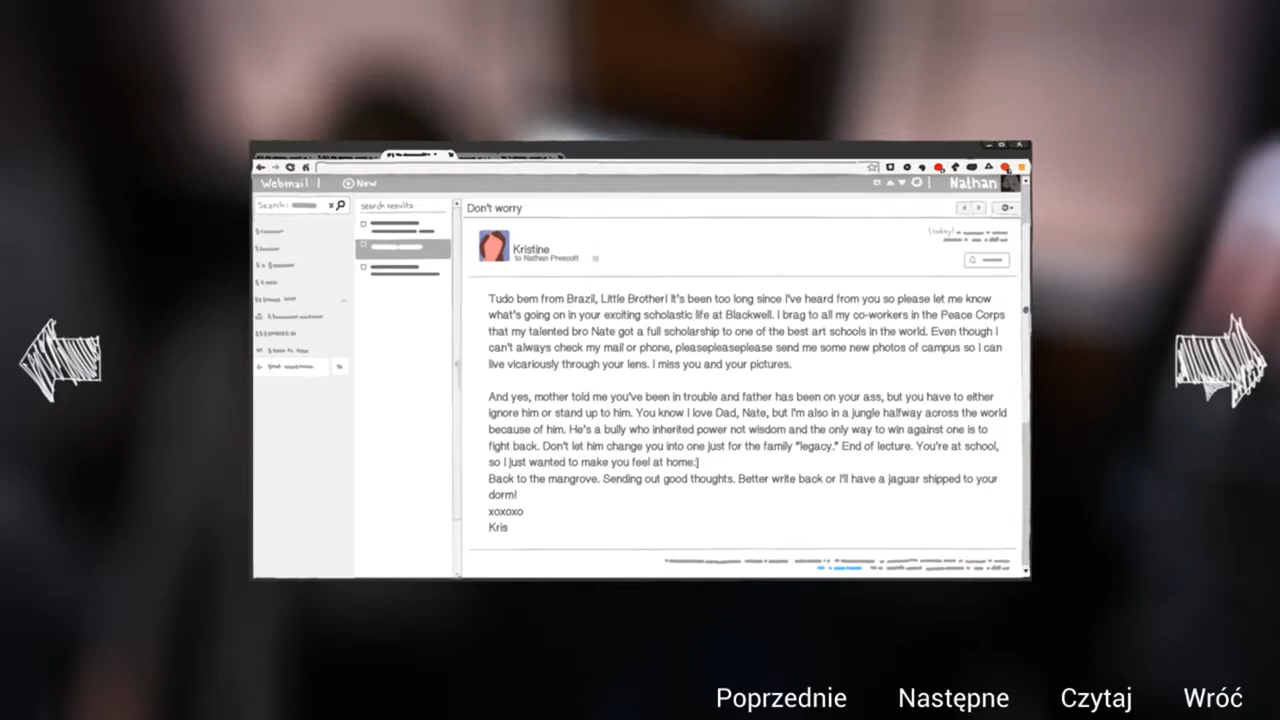 Webmail | New
Nathan
Search:
x
search results
Don't worry
Kristine
to Nathan Prescott
(today)
Tudo bem from Brazil, Little Brother! It's been too long since I've heard from you so please let me know
what's going on in your exciting scholastic life at Blackwell. I brag to all my co-workers in the Peace Corps
that my talented bro Nate got a full scholarship to one of the best art schools in the world. Even though I
can't always check my mail or phone, pleasepleaseplease send me some new photos of campus so I can
live vicariously through your lens. I miss you and your pictures.
And yes, mother told me you've been in trouble and father has been on your ass, but you have to either
ignore him or stand up to him. You know I love Dad, Nate, but I'm also in a jungle halfway across the world
because of him. He's a bully who inherited power not wisdom and the only way to win against one is to
fight back. Don't let him change you into one just for the family "legacy." End of lecture. You're at school,
so I just wanted to make you feel at home:]
Back to the mangrove. Sending out good thoughts. Better write back or I'll have a jaguar shipped to your
dorm!
xoxoxo
Kris
Poprzednie
Następne
Czytaj
Wróć